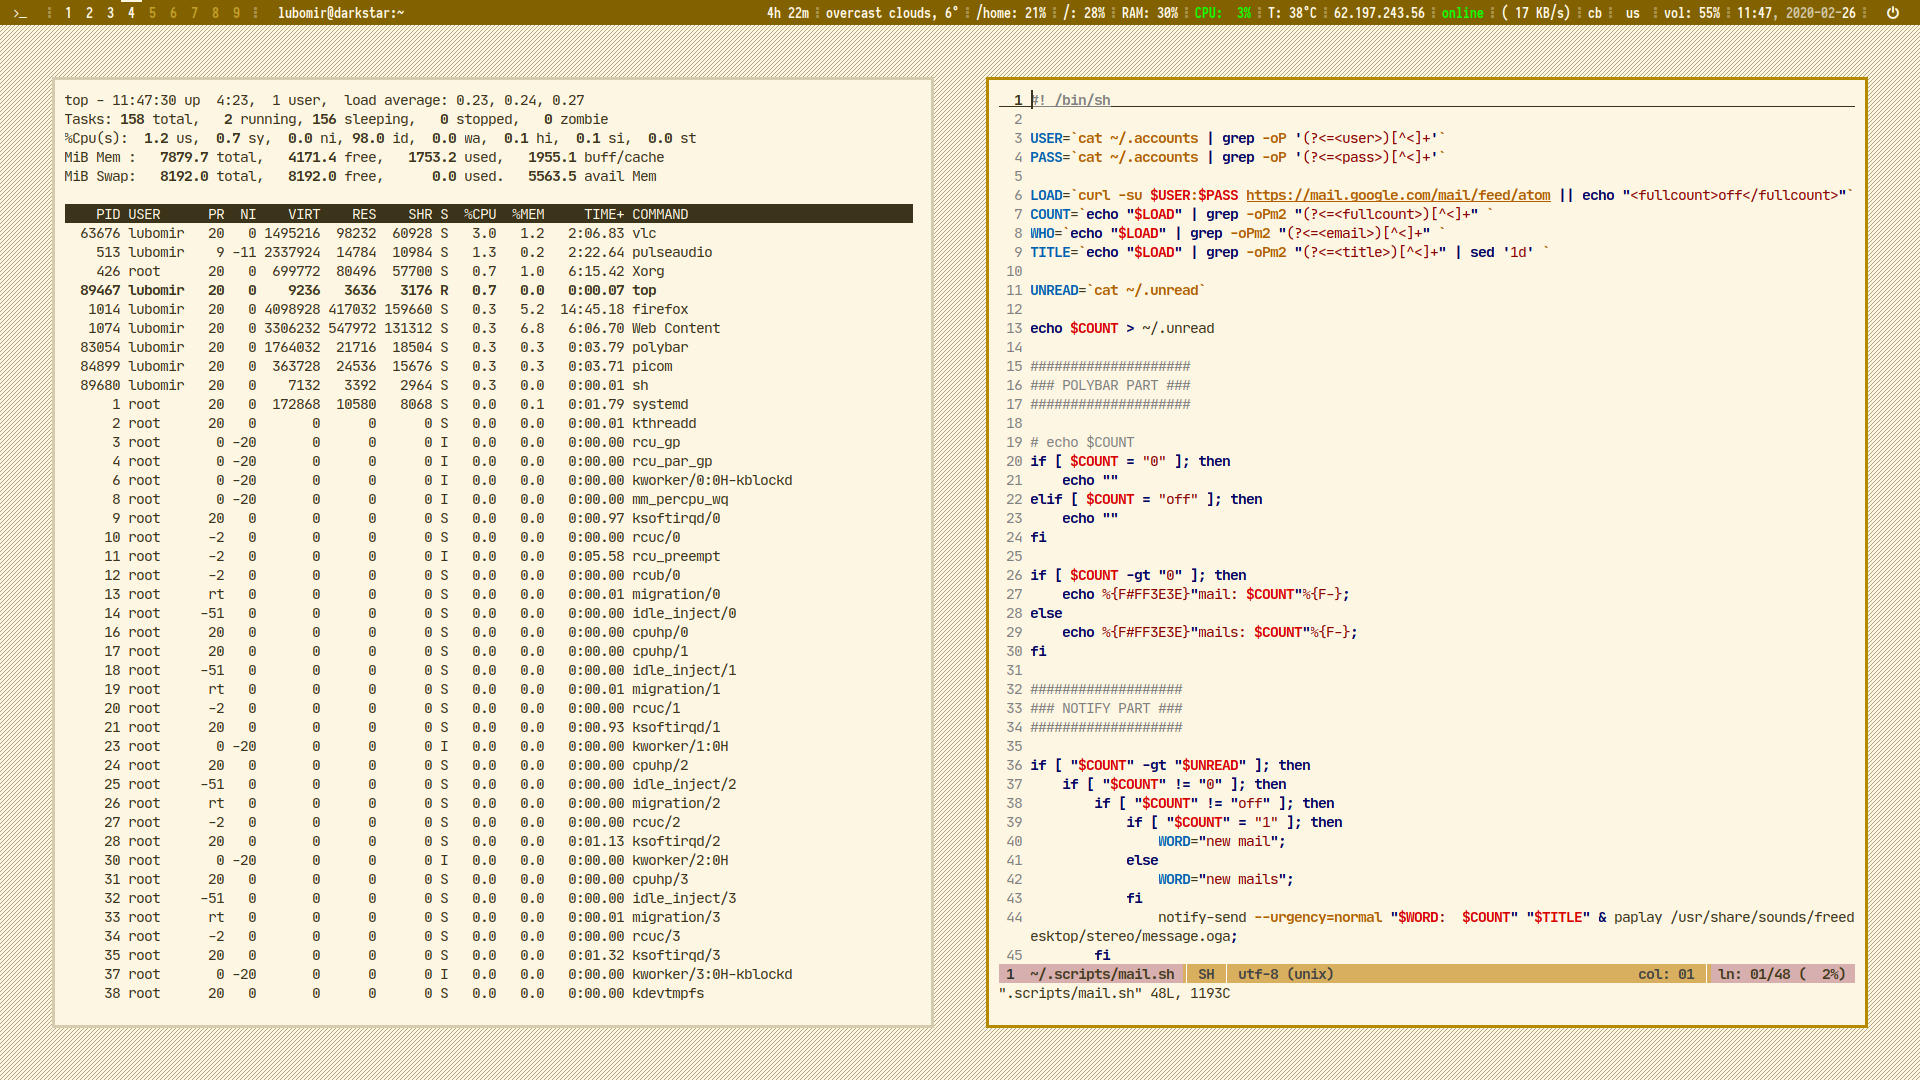 >_ ⁝ 1 2 3 4 5 6 7 8 9 ⁝ lubomir@darkstar:~ 4h 22m ⁝ overcast clouds, 6° ⁝ /home: 21% ⁝ /: 28% ⁝ RAM: 30% ⁝ CPU:  3% ⁝ T: 38°C ⁝ 62.197.243.56 ⁝ online ⁝ ( 17 KB/s) ⁝ cb ⁝ us ⁝ vol: 55% ⁝ 11:47, 2020-02-26 ⁝
top - 11:47:30 up  4:23,  1 user,  load average: 0.23, 0.24, 0.27
Tasks: 158 total,   2 running, 156 sleeping,   0 stopped,   0 zombie
%Cpu(s):  1.2 us,  0.7 sy,  0.0 ni, 98.0 id,  0.0 wa,  0.1 hi,  0.1 si,  0.0 st
MiB Mem :   7879.7 total,   4171.4 free,   1753.2 used,   1955.1 buff/cache
MiB Swap:   8192.0 total,   8192.0 free,      0.0 used.   5563.5 avail Mem
PID USER      PR  NI    VIRT    RES    SHR S  %CPU  %MEM     TIME+ COMMAND
63676 lubomir   20   0 1495216  98232  60928 S   3.0   1.2   2:06.83 vlc
513 lubomir    9 -11 2337924  14784  10984 S   1.3   0.2   2:22.64 pulseaudio
426 root      20   0  699772  80496  57700 S   0.7   1.0   6:15.42 Xorg
89467 lubomir   20   0    9236   3636   3176 R   0.7   0.0   0:00.07 top
1014 lubomir   20   0 4098928 417032 159660 S   0.3   5.2  14:45.18 firefox
1074 lubomir   20   0 3306232 547972 131312 S   0.3   6.8   6:06.70 Web Content
83054 lubomir   20   0 1764032  21716  18504 S   0.3   0.3   0:03.79 polybar
84899 lubomir   20   0  363728  24536  15676 S   0.3   0.3   0:03.71 picom
89680 lubomir   20   0    7132   3392   2964 S   0.3   0.0   0:00.01 sh
1 root      20   0  172868  10580   8068 S   0.0   0.1   0:01.79 systemd
2 root      20   0       0      0      0 S   0.0   0.0   0:00.01 kthreadd
3 root       0 -20       0      0      0 I   0.0   0.0   0:00.00 rcu_gp
4 root       0 -20       0      0      0 I   0.0   0.0   0:00.00 rcu_par_gp
6 root       0 -20       0      0      0 I   0.0   0.0   0:00.00 kworker/0:0H-kblockd
8 root       0 -20       0      0      0 I   0.0   0.0   0:00.00 mm_percpu_wq
9 root      20   0       0      0      0 S   0.0   0.0   0:00.97 ksoftirqd/0
10 root      -2   0       0      0      0 S   0.0   0.0   0:00.00 rcuc/0
11 root      -2   0       0      0      0 I   0.0   0.0   0:05.58 rcu_preempt
12 root      -2   0       0      0      0 S   0.0   0.0   0:00.00 rcub/0
13 root      rt   0       0      0      0 S   0.0   0.0   0:00.01 migration/0
14 root     -51   0       0      0      0 S   0.0   0.0   0:00.00 idle_inject/0
16 root      20   0       0      0      0 S   0.0   0.0   0:00.00 cpuhp/0
17 root      20   0       0      0      0 S   0.0   0.0   0:00.00 cpuhp/1
18 root     -51   0       0      0      0 S   0.0   0.0   0:00.00 idle_inject/1
19 root      rt   0       0      0      0 S   0.0   0.0   0:00.01 migration/1
20 root      -2   0       0      0      0 S   0.0   0.0   0:00.00 rcuc/1
21 root      20   0       0      0      0 S   0.0   0.0   0:00.93 ksoftirqd/1
23 root       0 -20       0      0      0 I   0.0   0.0   0:00.00 kworker/1:0H
24 root      20   0       0      0      0 S   0.0   0.0   0:00.00 cpuhp/2
25 root     -51   0       0      0      0 S   0.0   0.0   0:00.00 idle_inject/2
26 root      rt   0       0      0      0 S   0.0   0.0   0:00.00 migration/2
27 root      -2   0       0      0      0 S   0.0   0.0   0:00.00 rcuc/2
28 root      20   0       0      0      0 S   0.0   0.0   0:01.13 ksoftirqd/2
30 root       0 -20       0      0      0 I   0.0   0.0   0:00.00 kworker/2:0H
31 root      20   0       0      0      0 S   0.0   0.0   0:00.00 cpuhp/3
32 root     -51   0       0      0      0 S   0.0   0.0   0:00.00 idle_inject/3
33 root      rt   0       0      0      0 S   0.0   0.0   0:00.01 migration/3
34 root      -2   0       0      0      0 S   0.0   0.0   0:00.00 rcuc/3
35 root      20   0       0      0      0 S   0.0   0.0   0:01.32 ksoftirqd/3
37 root       0 -20       0      0      0 I   0.0   0.0   0:00.00 kworker/3:0H-kblockd
38 root      20   0       0      0      0 S   0.0   0.0   0:00.00 kdevtmpfs
1 #! /bin/sh
2
3 USER=`cat ~/.accounts | grep -oP '(?<=<user>)[^<]+'`
4 PASS=`cat ~/.accounts | grep -oP '(?<=<pass>)[^<]+'`
5
6 LOAD=`curl -su $USER:$PASS https://mail.google.com/mail/feed/atom || echo "<fullcount>off</fullcount>"`
7 COUNT=`echo "$LOAD" | grep -oPm2 "(?<=<fullcount>)[^<]+" `
8 WHO=`echo "$LOAD" | grep -oPm2 "(?<=<email>)[^<]+" `
9 TITLE=`echo "$LOAD" | grep -oPm2 "(?<=<title>)[^<]+" | sed '1d' `
10
11 UNREAD=`cat ~/.unread`
12
13 echo $COUNT > ~/.unread
14
15 ####################
16 ### POLYBAR PART ###
17 ####################
18
19 # echo $COUNT
20 if [ $COUNT = "0" ]; then
21     echo ""
22 elif [ $COUNT = "off" ]; then
23     echo ""
24 fi
25
26 if [ $COUNT -gt "0" ]; then
27     echo %{F#FF3E3E}"mail: $COUNT"%{F-};
28 else
29     echo %{F#FF3E3E}"mails: $COUNT"%{F-};
30 fi
31
32 ###################
33 ### NOTIFY PART ###
34 ###################
35
36 if [ "$COUNT" -gt "$UNREAD" ]; then
37     if [ "$COUNT" != "0" ]; then
38         if [ "$COUNT" != "off" ]; then
39             if [ "$COUNT" = "1" ]; then
40                 WORD="new mail";
41             else
42                 WORD="new mails";
43             fi
44                 notify-send --urgency=normal "$WORD:  $COUNT" "$TITLE" & paplay /usr/share/sounds/freed
esktop/stereo/message.oga;
45         fi
1  ~/.scripts/mail.sh  SH  utf-8 (unix)  col: 01  ln: 01/48 (  2%)
".scripts/mail.sh" 48L, 1193C